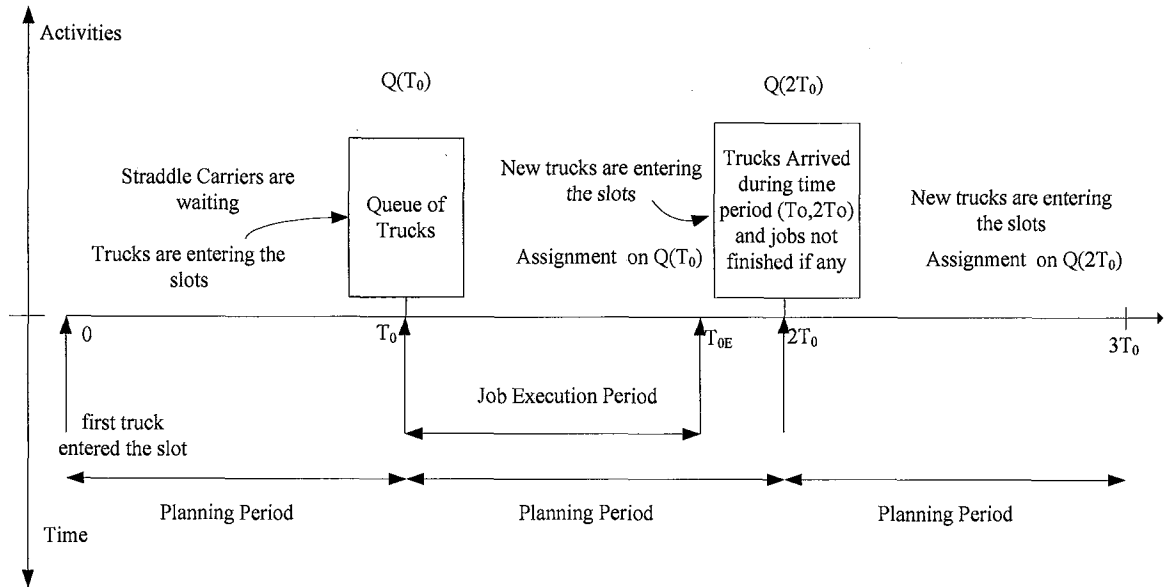 Activities
Q(T₀)
Q(2T₀)
Straddle Carriers are
waiting
Trucks are entering the
slots
Queue of
Trucks
New trucks are entering
the slots
Assignment on Q(T₀)
Trucks Arrived
during time
period (To,2To)
and jobs not
finished if any
New trucks are entering
the slots
Assignment on Q(2T₀)
0
T₀
T₀E
2T₀
3T₀
Job Execution Period
first truck
entered the slot
Planning Period
Planning Period
Planning Period
Time